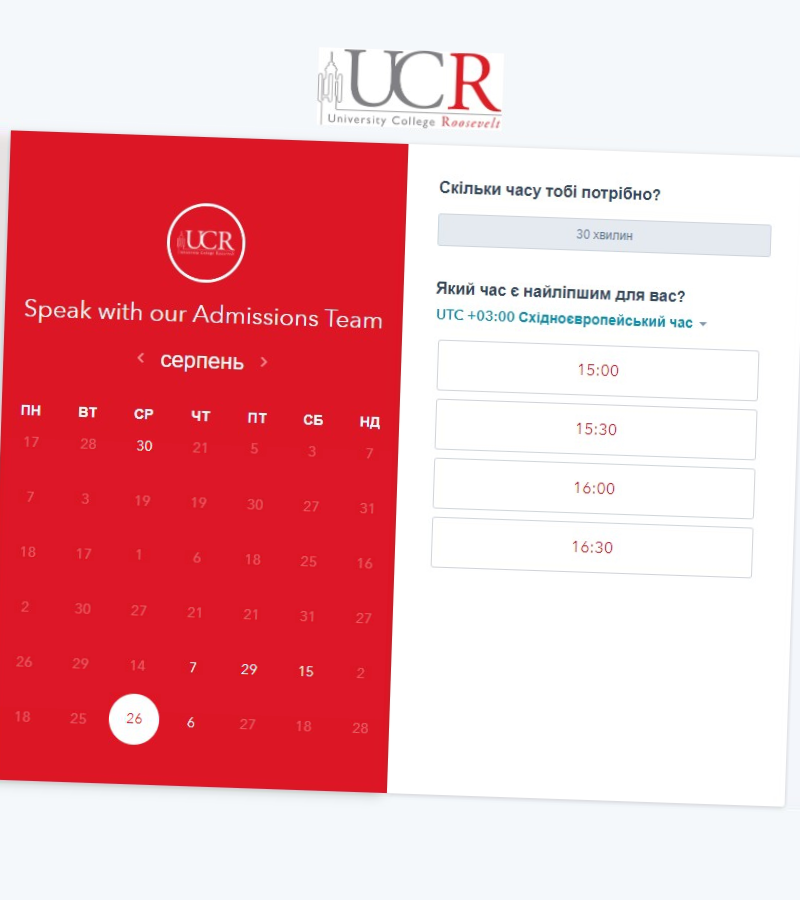 UCR
University College Roosevelt
UCR
Speak with our Admissions Team
серпень
ПН ВТ СР ЧТ ПТ СБ НД
17 28 30 21 5 3 7
7 3 19 19 30 27 31
18 17 1 6 18 25 16
2 30 27 21 21 31 27
26 29 14 7 29 15 2
18 25 26 6 27 18 28
Скільки часу тобі потрібно?
30 хвилин
Який час є найліпшим для вас?
UTC +03:00 Східноєвропейський час
15:00
15:30
16:00
16:30